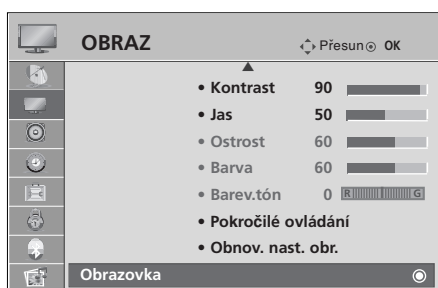 OBRAZ Přesun OK
• Kontrast 90
• Jas 50
• Ostrost 60
• Barva 60
• Barev.tón 0 R G
• Pokročilé ovládání
• Obnov. nast. obr.
Obrazovka